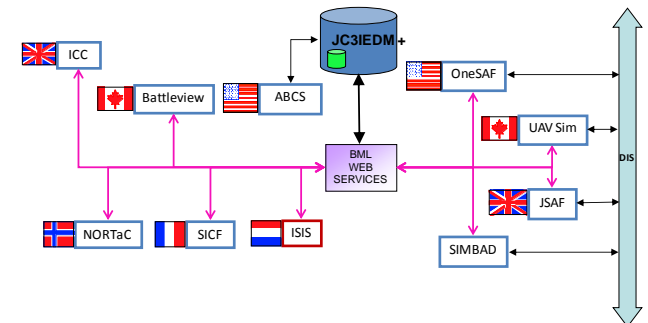 JC3IEDM +
ICC
OneSAF
Battleview
ABCS
UAV Sim
BML
WEB
SERVICES
DIS
JSAF
NORTaC
SICF
ISIS
SIMBAD